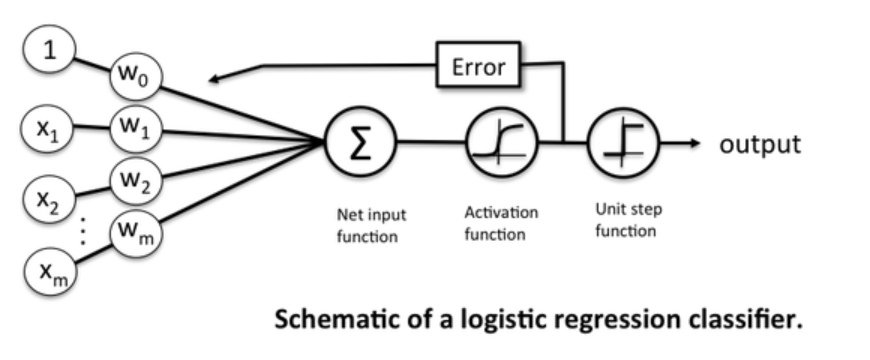 1
w0
Error
x1
w1
Σ
output
x2
w2
wm
xm
Net input
function
Activation
function
Unit step
function
Schematic of a logistic regression classifier.